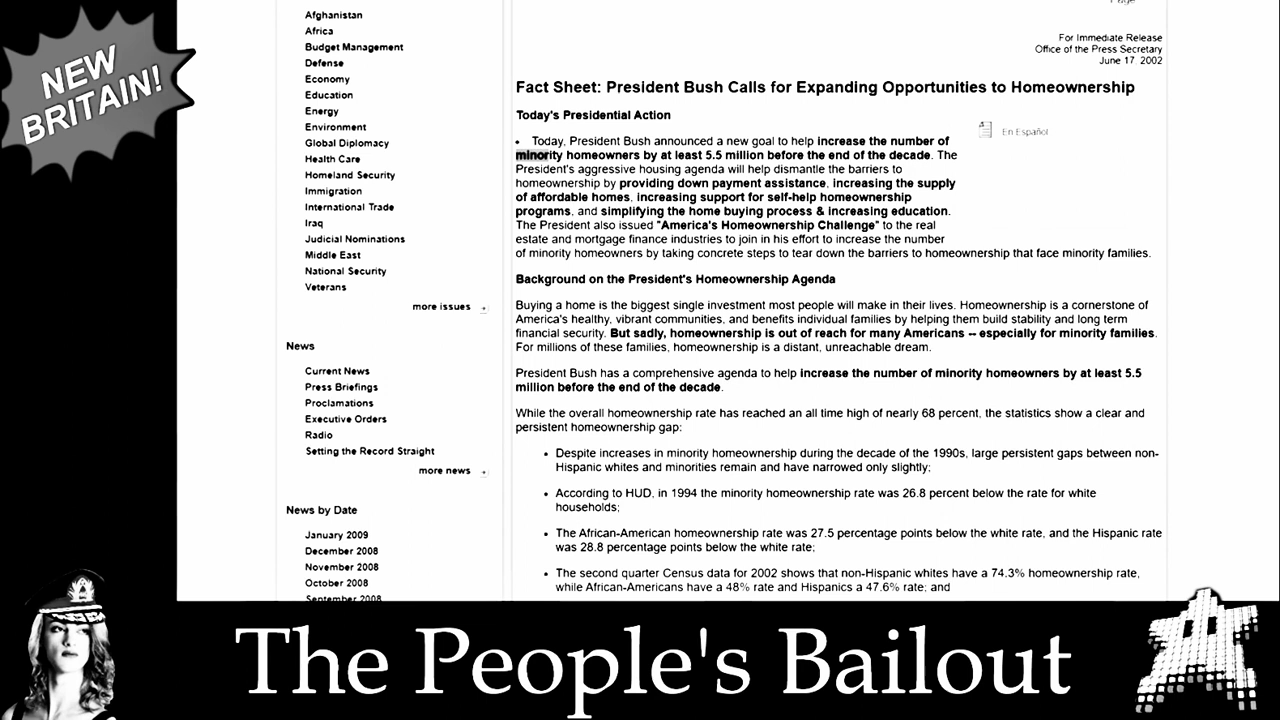 Page
NEW
BRITAIN!
Afghanistan
Africa
Budget Management
Defense
Economy
Education
Energy
Environment
Global Diplomacy
Health Care
Homeland Security
Immigration
International Trade
Iraq
Judicial Nominations
Middle East
National Security
Veterans
more issues
News
Current News
Press Briefings
Proclamations
Executive Orders
Radio
Setting the Record Straight
more news
News by Date
January 2009
December 2008
November 2008
October 2008
September 2008
For Immediate Release
Office of the Press Secretary
June 17, 2002
Fact Sheet: President Bush Calls for Expanding Opportunities to Homeownership
Today's Presidential Action
En Español
• Today, President Bush announced a new goal to help increase the number of
minority homeowners by at least 5.5 million before the end of the decade. The
President's aggressive housing agenda will help dismantle the barriers to
homeownership by providing down payment assistance, increasing the supply
of affordable homes, increasing support for self-help homeownership
programs, and simplifying the home buying process & increasing education.
The President also issued "America's Homeownership Challenge" to the real
estate and mortgage finance industries to join in his effort to increase the number
of minority homeowners by taking concrete steps to tear down the barriers to homeownership that face minority families.
Background on the President's Homeownership Agenda
Buying a home is the biggest single investment most people will make in their lives. Homeownership is a cornerstone of
America's healthy, vibrant communities, and benefits individual families by helping them build stability and long term
financial security. But sadly, homeownership is out of reach for many Americans -- especially for minority families.
For millions of these families, homeownership is a distant, unreachable dream.
President Bush has a comprehensive agenda to help increase the number of minority homeowners by at least 5.5
million before the end of the decade.
While the overall homeownership rate has reached an all time high of nearly 68 percent, the statistics show a clear and
persistent homeownership gap:
• Despite increases in minority homeownership during the decade of the 1990s, large persistent gaps between non-
Hispanic whites and minorities remain and have narrowed only slightly;
• According to HUD, in 1994 the minority homeownership rate was 26.8 percent below the rate for white
households;
• The African-American homeownership rate was 27.5 percentage points below the white rate, and the Hispanic rate
was 28.8 percentage points below the white rate;
• The second quarter Census data for 2002 shows that non-Hispanic whites have a 74.3% homeownership rate,
while African-Americans have a 48% rate and Hispanics a 47.6% rate; and
The People's Bailout